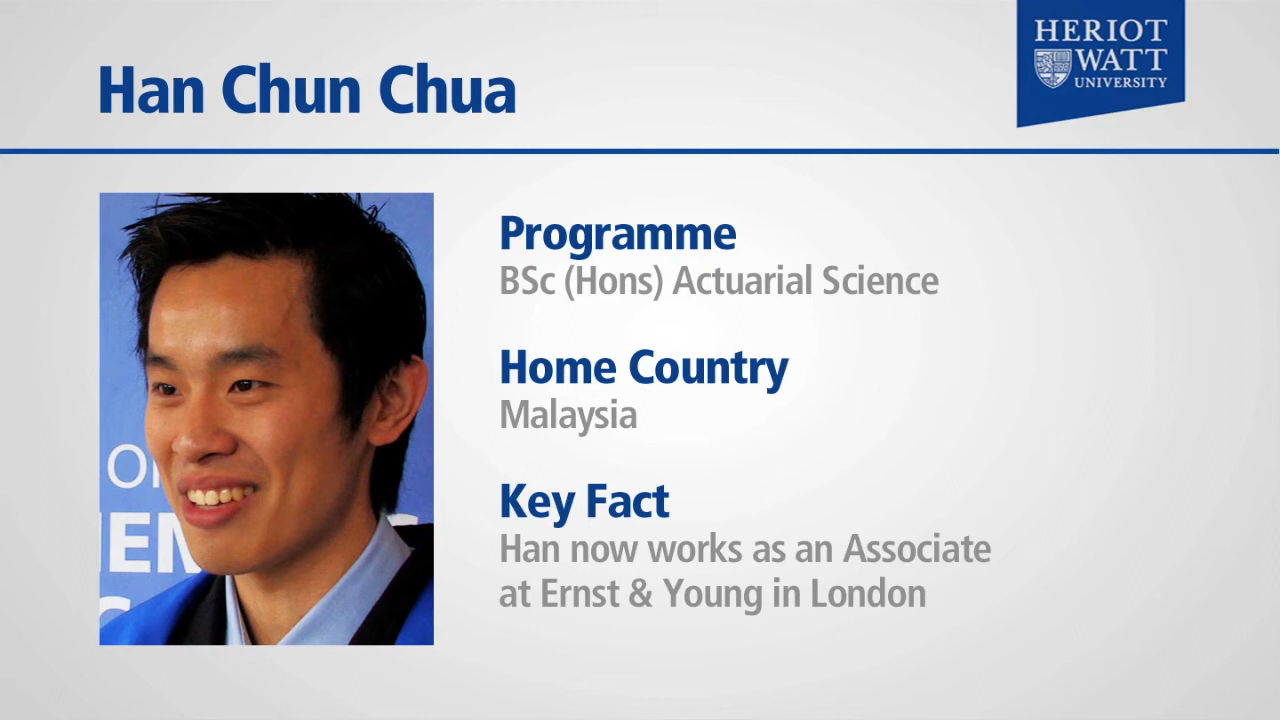 Han Chun Chua
HERIOT
WATT
UNIVERSITY
Programme
BSc (Hons) Actuarial Science
Home Country
Malaysia
Key Fact
Han now works as an Associate
at Ernst & Young in London